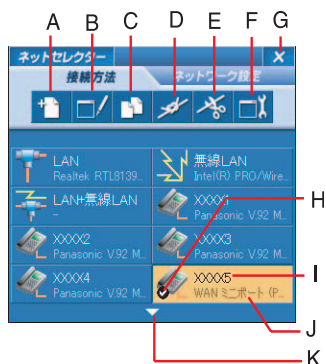 A B C D E F G
ネットセレクター
接続方法 ネットワーク設定
LAN 無線LAN
Realtek RTL8139... Intel(R) PRO/Wire...
LAN+無線LAN XXXX1
- Panasonic V.92 M...
H
XXXX2 XXXX3
Panasonic V.92 M... Panasonic V.92 M...
XXXX4 XXXX5 I
Panasonic V.92 M... WAN ミニポート (P...
J
K